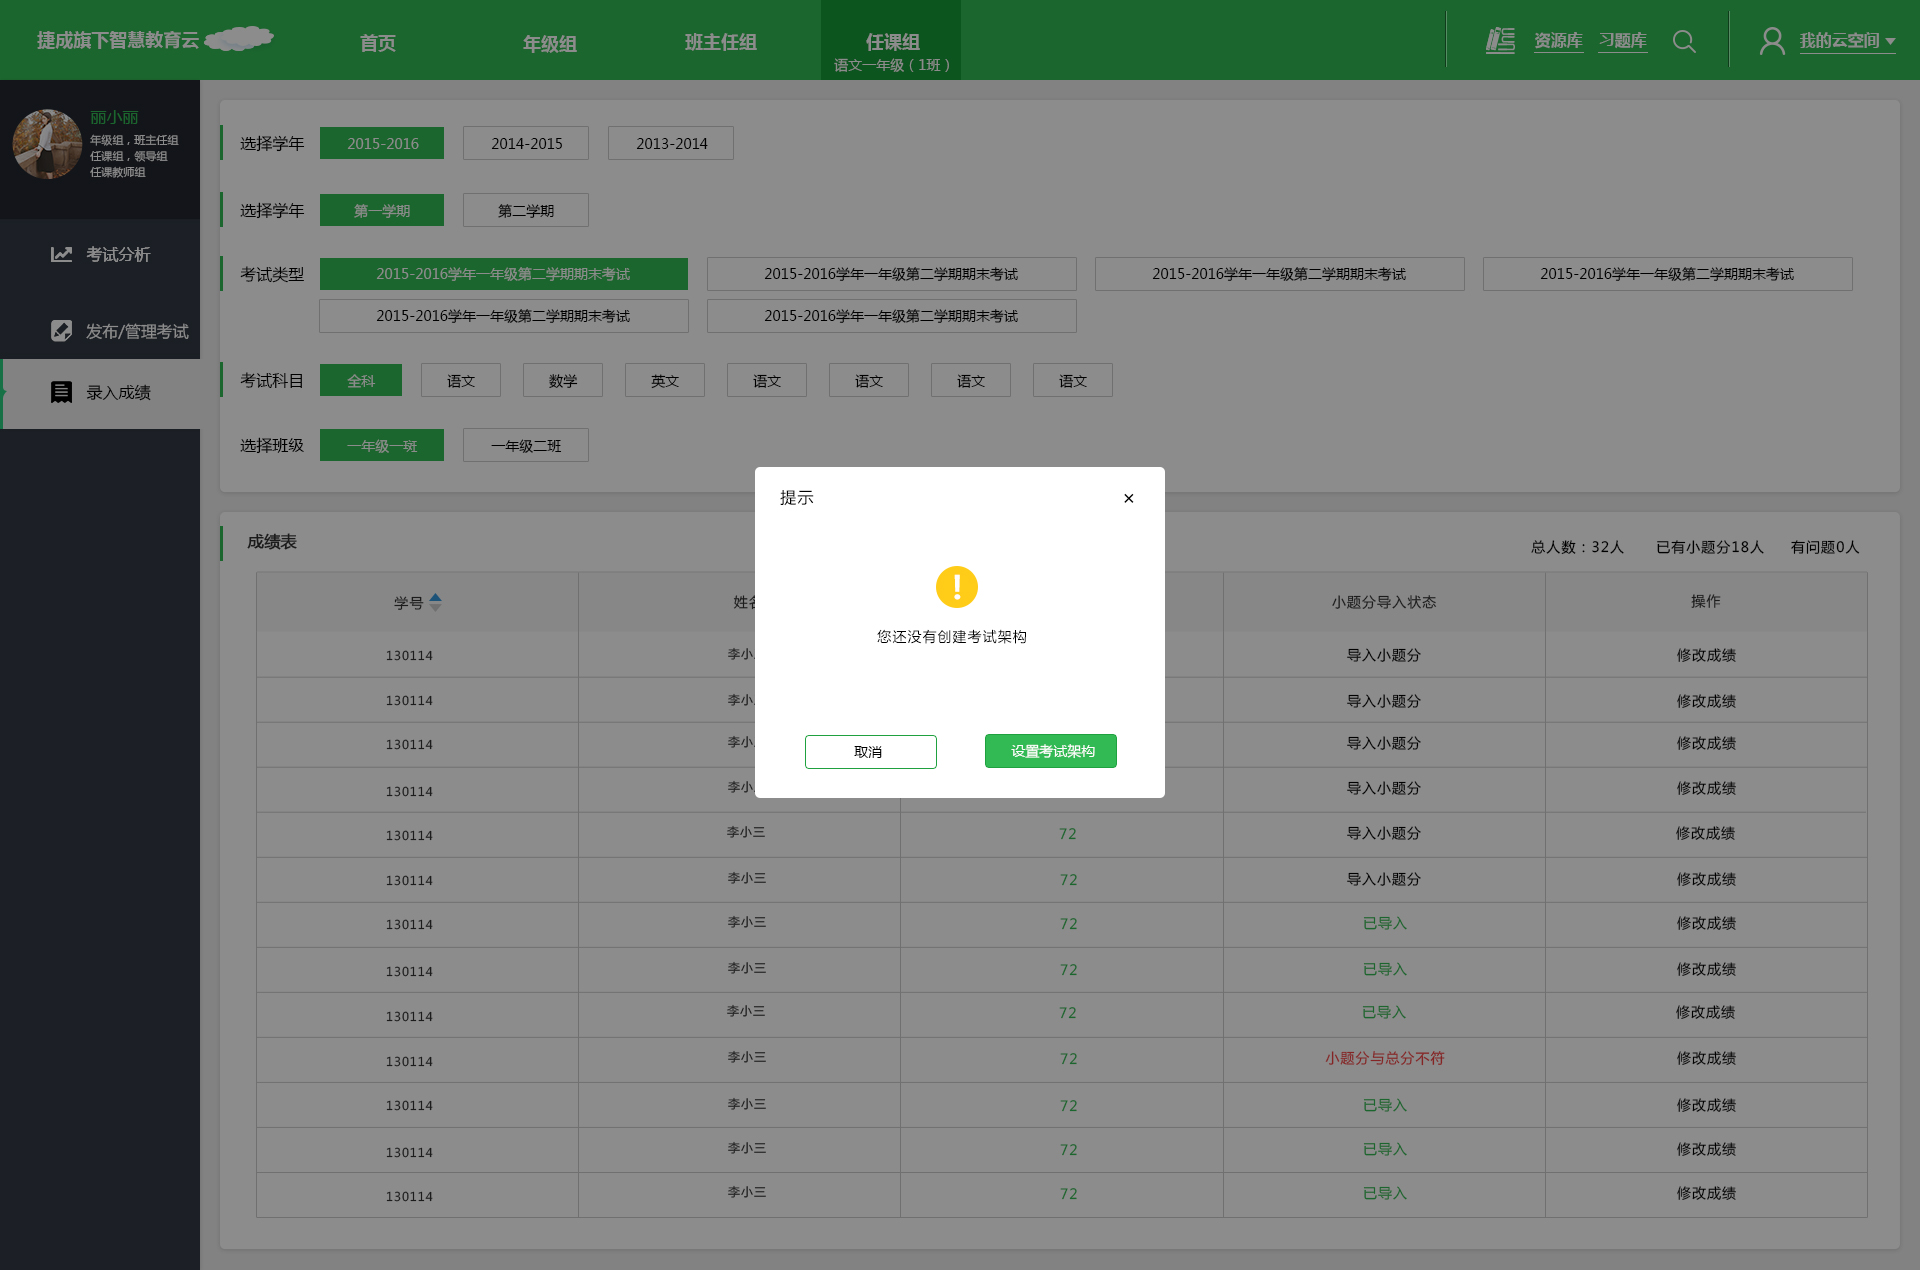 捷成旗下智慧教育云
首页
年级组
班主任组
任课组
语文一年级（1班）
资源库
习题库
我的云空间
丽小丽
年级组，班主任组
任课组，领导组
任课教师组
考试分析
发布/管理考试
录入成绩
选择学年 2015-2016 2014-2015 2013-2014
选择学年 第一学期 第二学期
考试类型 2015-2016学年一年级第二学期期末考试 2015-2016学年一年级第二学期期末考试 2015-2016学年一年级第二学期期末考试 2015-2016学年一年级第二学期期末考试
2015-2016学年一年级第二学期期末考试 2015-2016学年一年级第二学期期末考试
考试科目 全科 语文 数学 英文 语文 语文 语文 语文
选择班级 一年级一班 一年级二班
提示 ×
!
您还没有创建考试架构
取消 设置考试架构
成绩表
总人数：32人 已有小题分18人 有问题0人
学号 姓名 小题分导入状态 操作
130114 李小 导入小题分 修改成绩
130114 李小 导入小题分 修改成绩
130114 李小 导入小题分 修改成绩
130114 李小 导入小题分 修改成绩
130114 李小三 72 导入小题分 修改成绩
130114 李小三 72 导入小题分 修改成绩
130114 李小三 72 已导入 修改成绩
130114 李小三 72 已导入 修改成绩
130114 李小三 72 已导入 修改成绩
130114 李小三 72 小题分与总分不符 修改成绩
130114 李小三 72 已导入 修改成绩
130114 李小三 72 已导入 修改成绩
130114 李小三 72 已导入 修改成绩